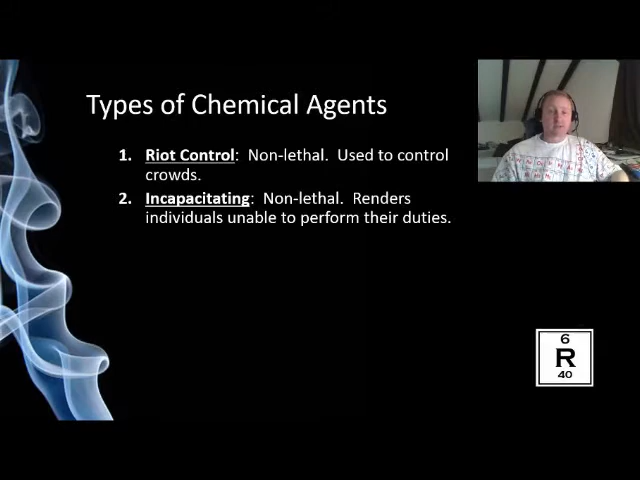 Types of Chemical Agents
1. Riot Control: Non-lethal. Used to control
crowds.
2. Incapacitating: Non-lethal. Renders
individuals unable to perform their duties.
6
R
40